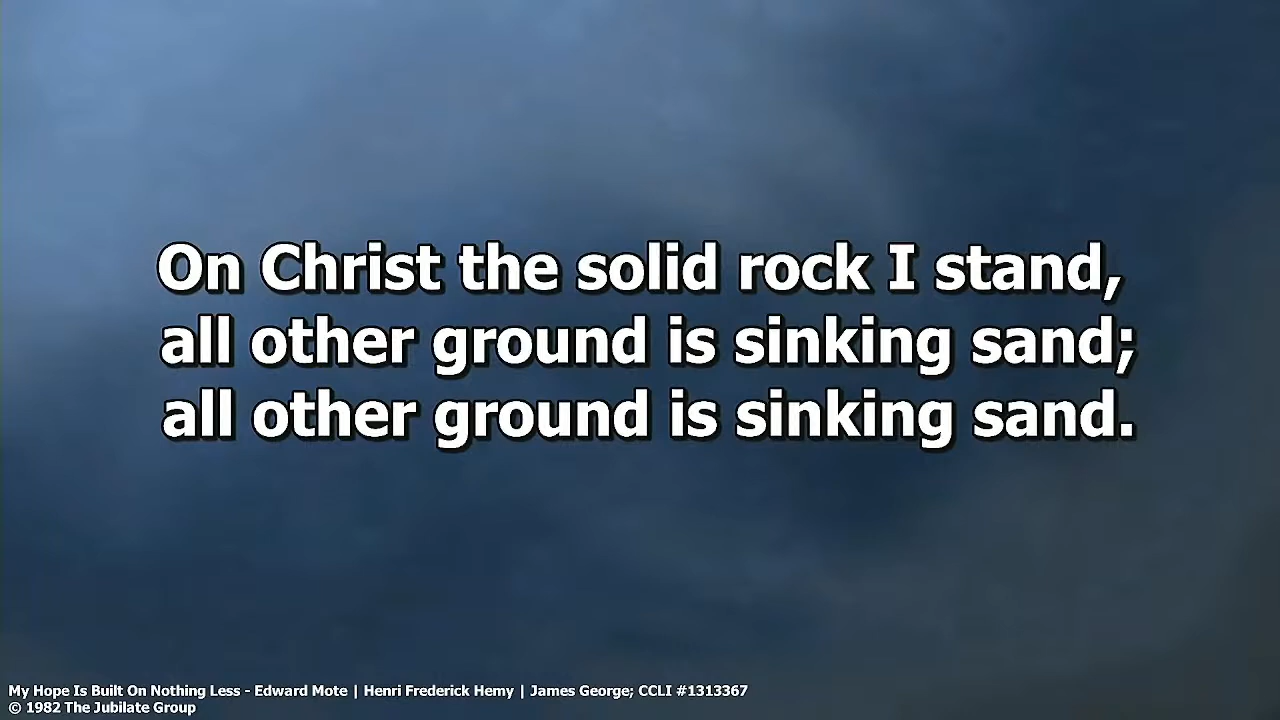 On Christ the solid rock I stand,
all other ground is sinking sand;
all other ground is sinking sand.
My Hope Is Built On Nothing Less - Edward Mote | Henri Frederick Hemy | James George; CCLI #1313367
© 1982 The Jubilate Group